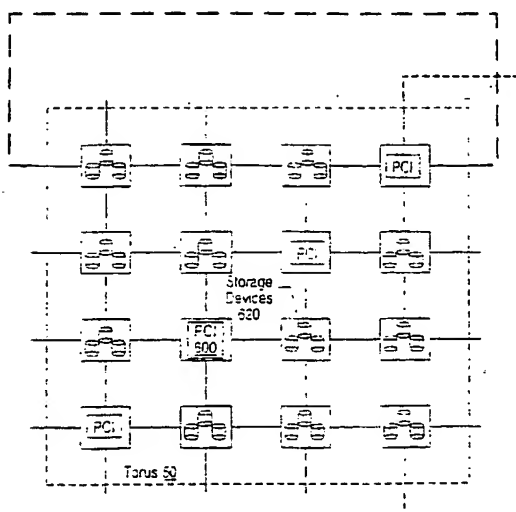 PCI
PCI
Storage
Devices
620
PCI
600
PCI
Torus 50